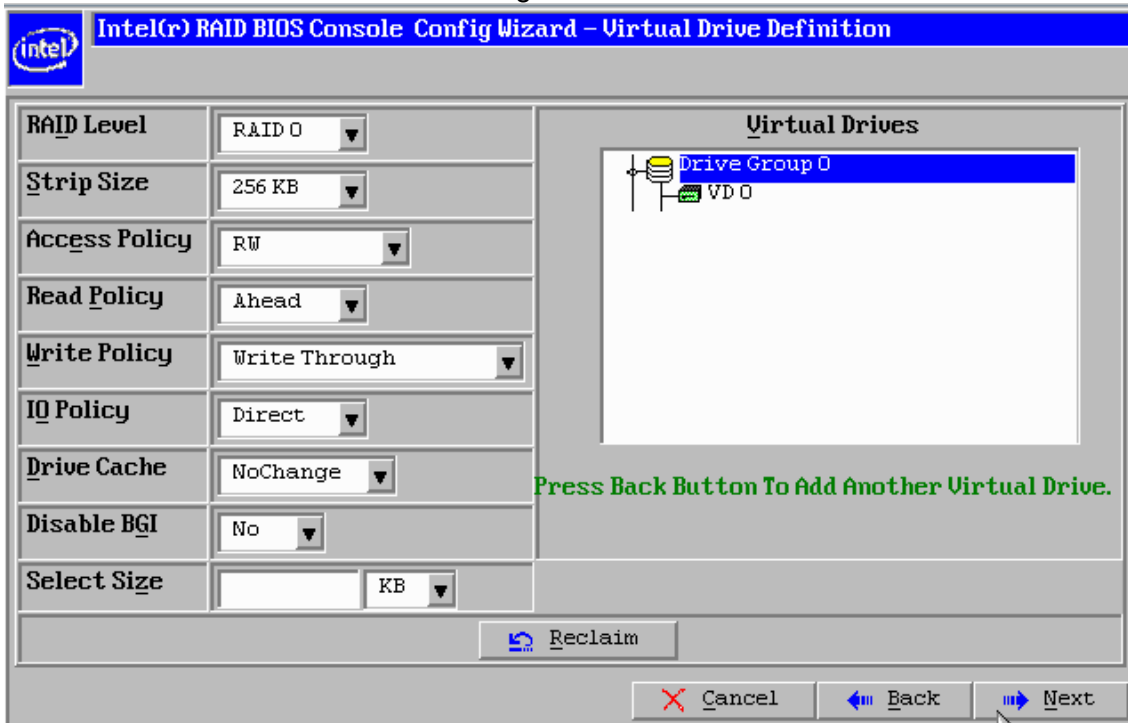 intel
Intel(r) RAID BIOS Console Config Wizard – Virtual Drive Definition
RAID Level
RAID 0
Strip Size
256 KB
Access Policy
RW
Read Policy
Ahead
Write Policy
Write Through
IO Policy
Direct
Drive Cache
NoChange
Disable BGI
No
Select Size
KB
Virtual Drives
Drive Group 0
VD 0
Press Back Button To Add Another Virtual Drive.
Reclaim
Cancel
Back
Next